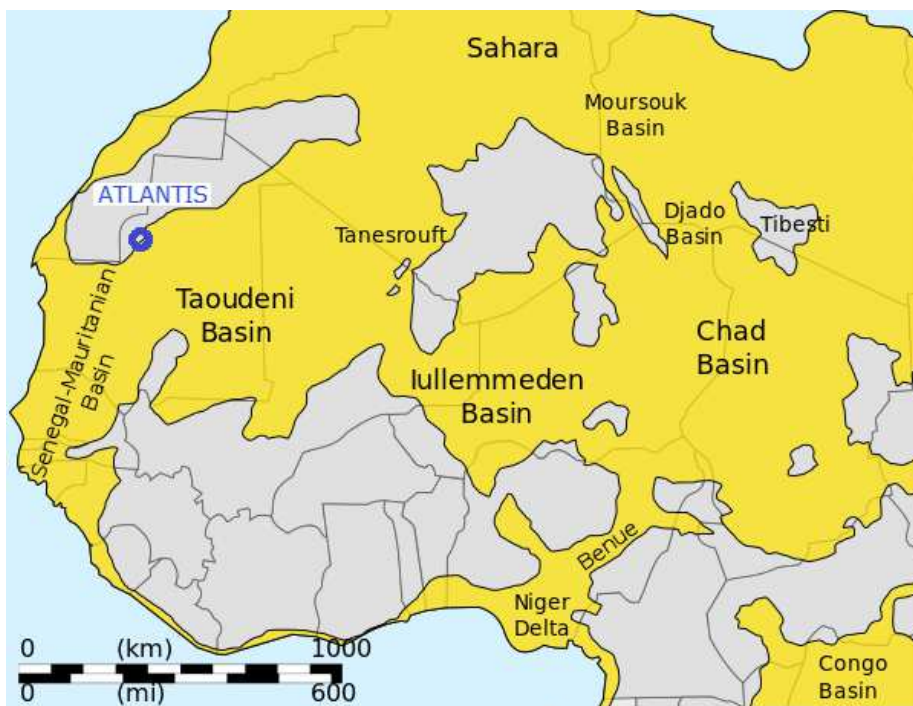 Sahara
Moursouk
Basin
ATLANTIS
Djado
Basin
Tibesti
Tanesrouft
Taoudeni
Basin
Senegal-Mauritanian
Basin
Chad
Basin
Iullemmeden
Basin
Benue
Niger
Delta
0 (km) 1000
0 (mi) 600
Congo
Basin